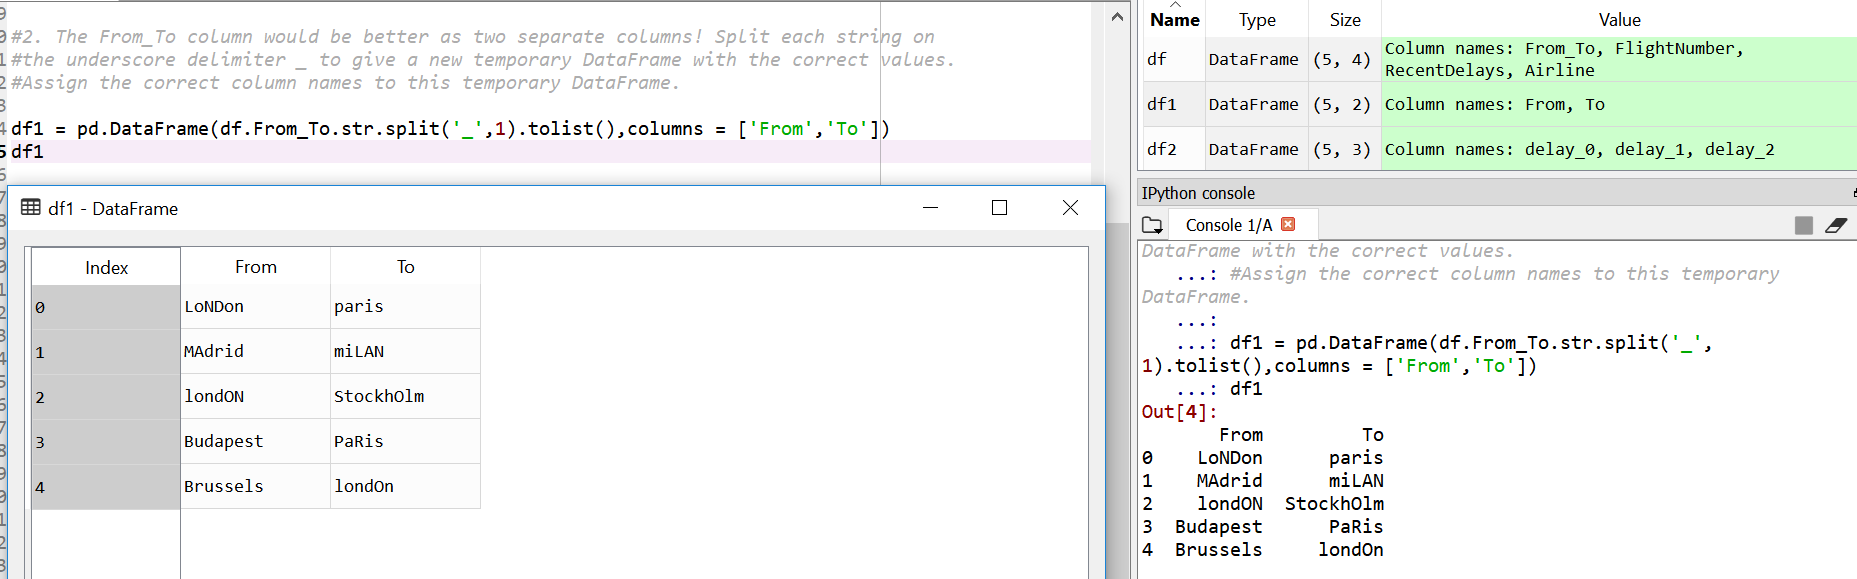 #2. The From_To column would be better as two separate columns! Split each string on
#the underscore delimiter _ to give a new temporary DataFrame with the correct values.
#Assign the correct column names to this temporary DataFrame.
df1 = pd.DataFrame(df.From_To.str.split('_',1).tolist(),columns = ['From','To'])
df1
df1 - DataFrame
Index From To
0 LoNDon paris
1 MAdrid miLAN
2 londON StockhOlm
3 Budapest PaRis
4 Brussels londOn
Name Type Size Value
df DataFrame (5, 4) Column names: From_To, FlightNumber,
RecentDelays, Airline
df1 DataFrame (5, 2) Column names: From, To
df2 DataFrame (5, 3) Column names: delay_0, delay_1, delay_2
IPython console
Console 1/A
DataFrame with the correct values.
...: #Assign the correct column names to this temporary
DataFrame.
...:
...: df1 = pd.DataFrame(df.From_To.str.split('_',
1).tolist(),columns = ['From','To'])
...: df1
Out[4]:
From To
0 LoNDon paris
1 MAdrid miLAN
2 londON StockhOlm
3 Budapest PaRis
4 Brussels londOn